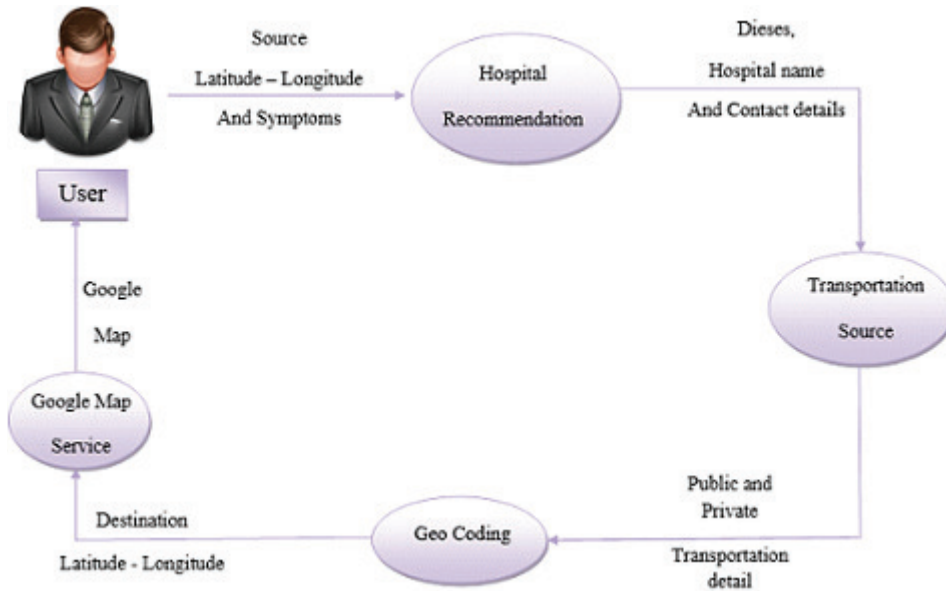 Source
Latitude – Longitude
And Symptoms
Hospital
Recommendation
Dieses,
Hospital name
And Contact details
User
Transportation
Source
Google
Map
Google Map
Service
Public and
Private
Transportation
detail
Geo Coding
Destination
Latitude - Longitude